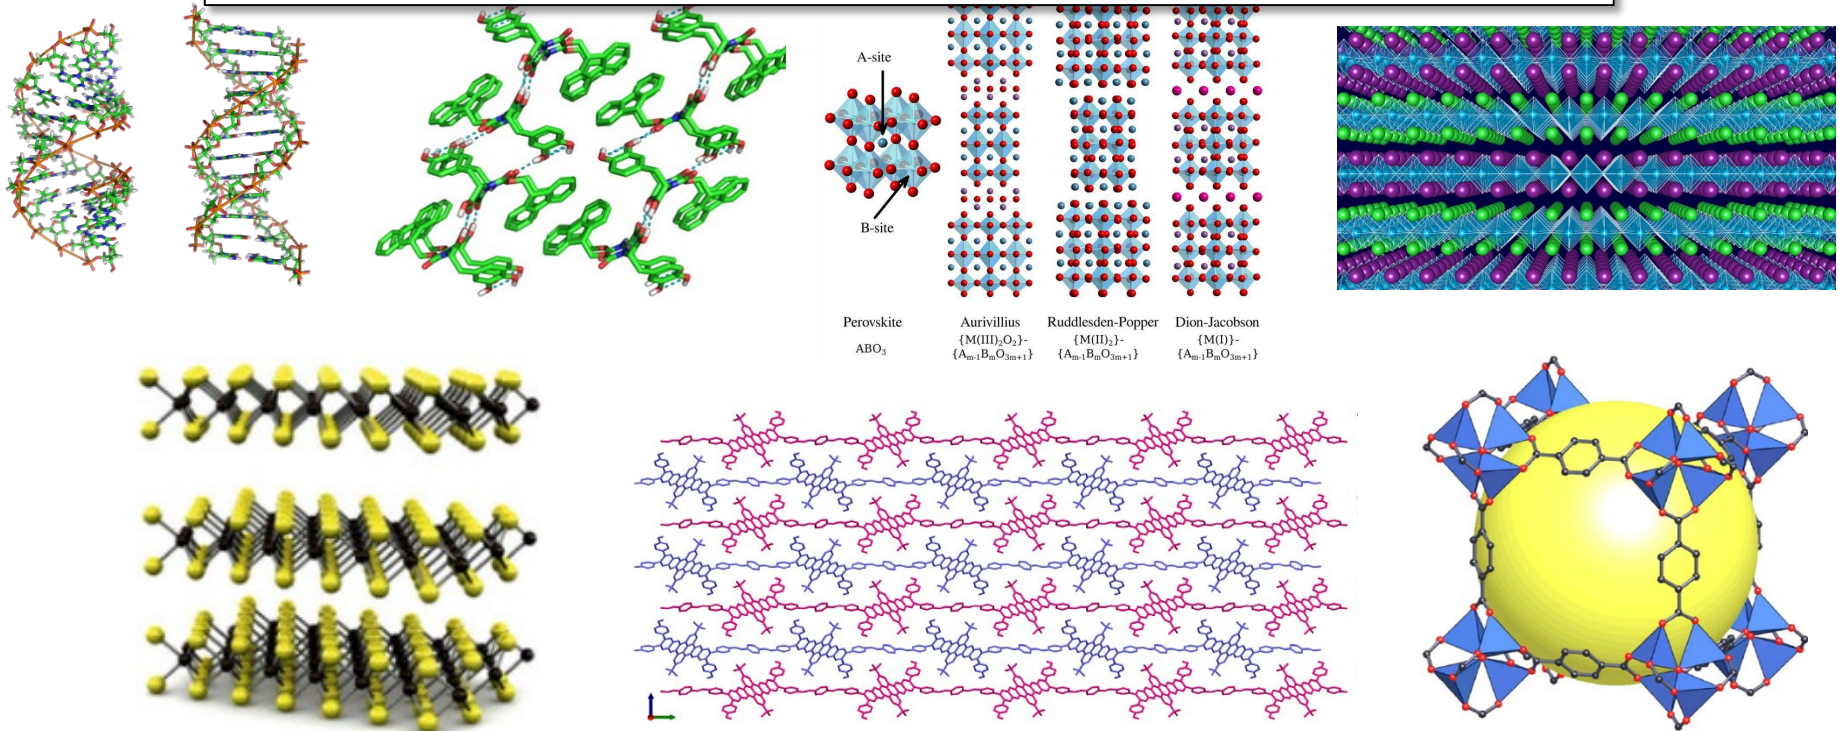 A-site
B-site
Perovskite
Aurivillius
Ruddlesden-Popper
Dion-Jacobson
ABO₃
{M(III)₂O₂}-
{Aₘ₋₁BₘO₃ₘ₊₁}
{M(II)₂}-
{Aₘ₋₁BₘO₃ₘ₊₁}
{M(I)}-
{Aₘ₋₁BₘO₃ₘ₊₁}